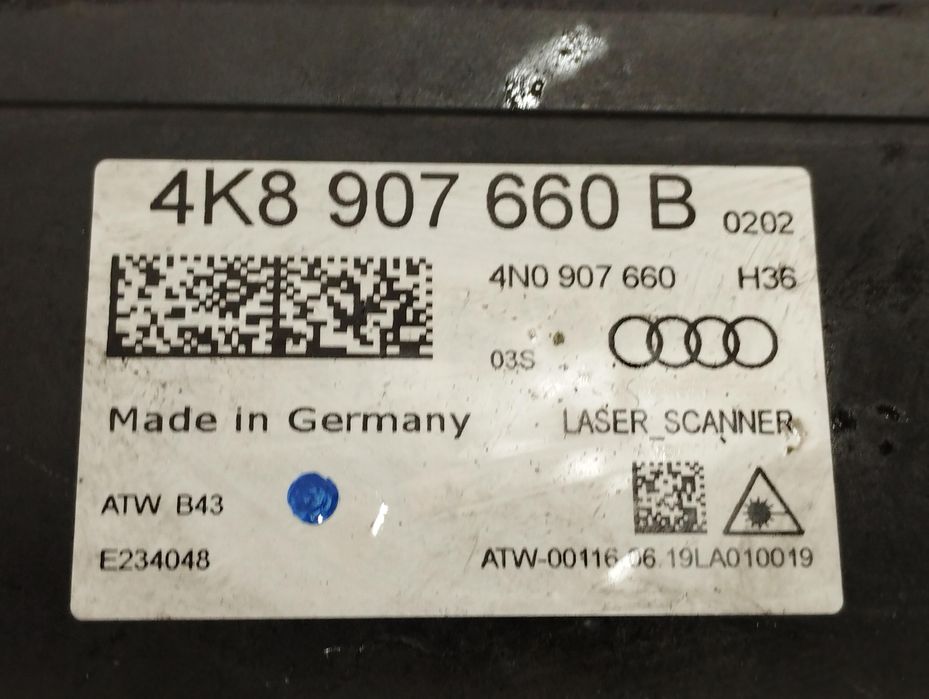 4K8 907 660 B 0202
4N0 907 660 H36
03S
Made in Germany LASER_SCANNER
ATW B43
E234048 ATW-00116 06.19LA010019